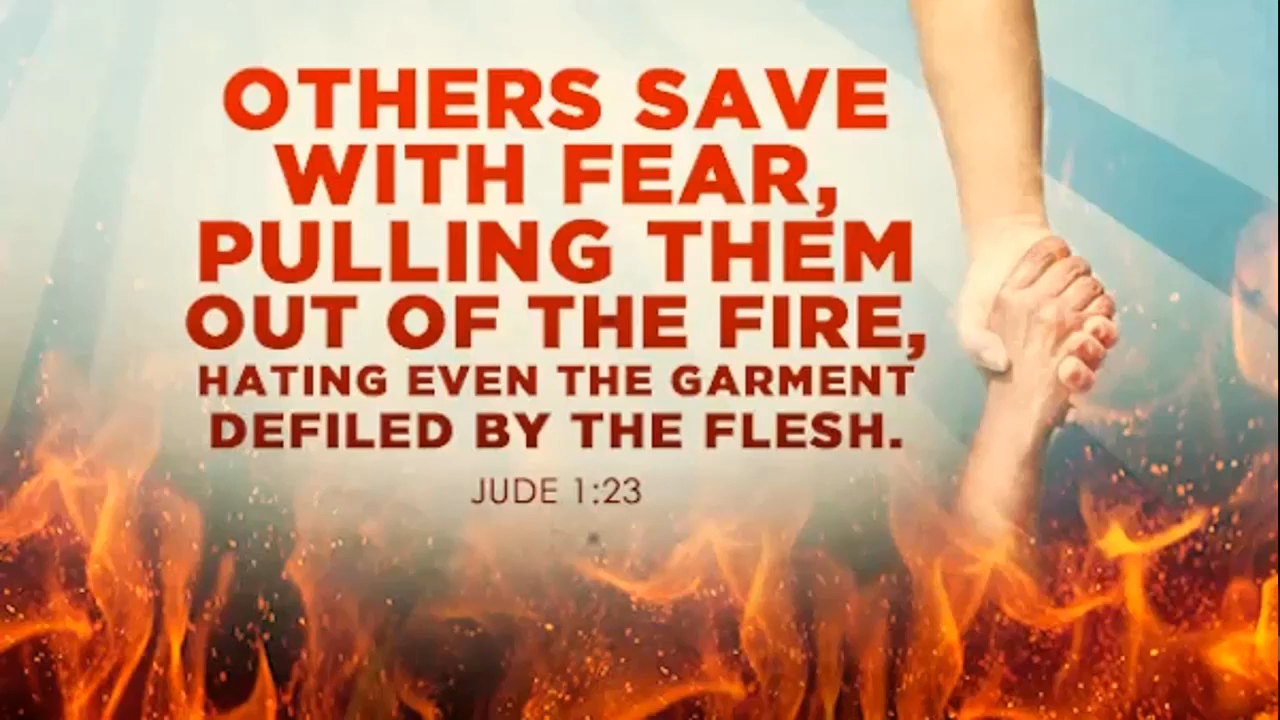 OTHERS SAVE
WITH FEAR,
PULLING THEM
OUT OF THE FIRE,
HATING EVEN THE GARMENT
DEFILED BY THE FLESH.
JUDE 1:23